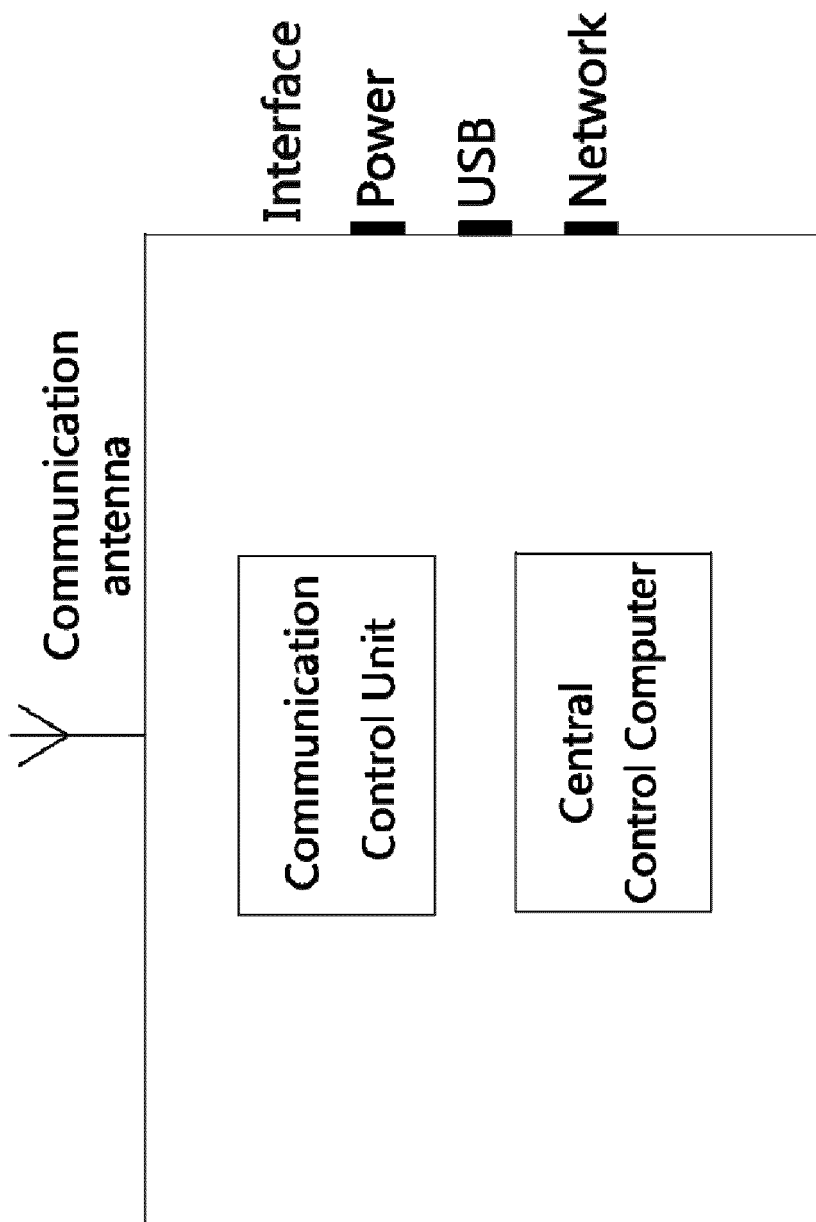 Communication
antenna
Interface
Power
USB
Network
Communication
Control Unit
Central
Control Computer